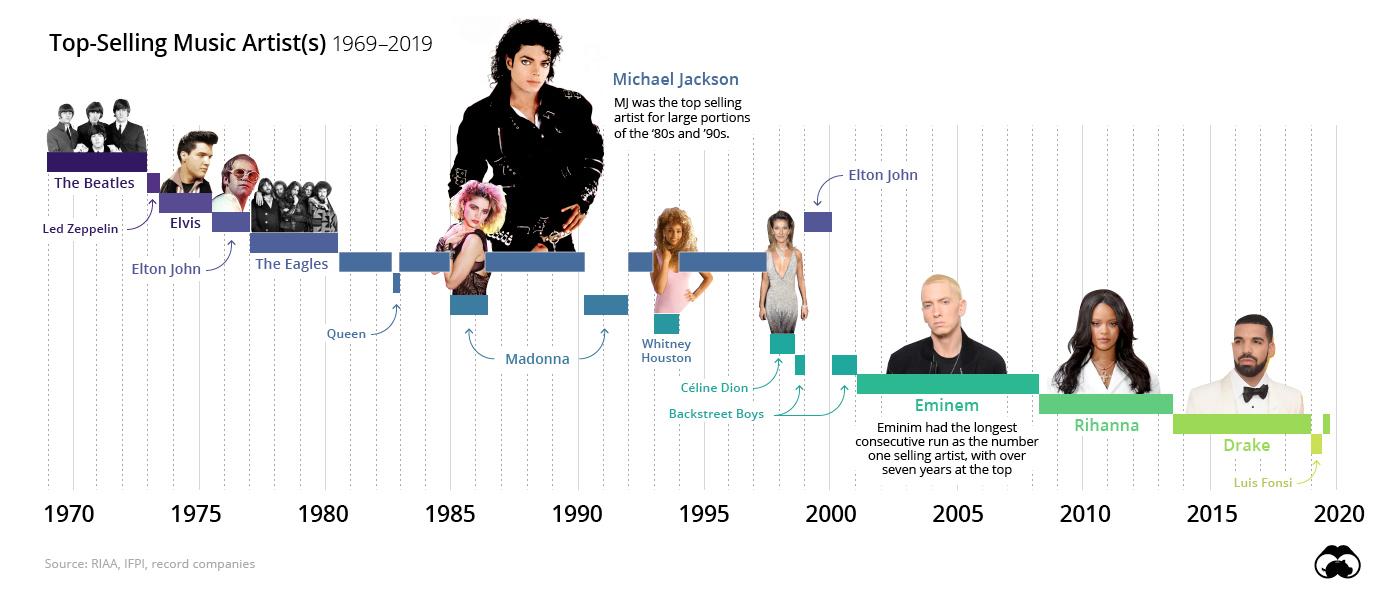 Top-Selling Music Artist(s) 1969–2019
Michael Jackson
MJ was the top selling
artist for large portions
of the ‘80s and ‘90s.
The Beatles
Led Zeppelin
Elvis
Elton John
The Eagles
Queen
Madonna
Whitney
Houston
Céline Dion
Backstreet Boys
Elton John
Eminem
Eminim had the longest
consecutive run as the number
one selling artist, with over
seven years at the top
Rihanna
Drake
Luis Fonsi
1970 1975 1980 1985 1990 1995 2000 2005 2010 2015 2020
Source: RIAA, IFPI, record companies